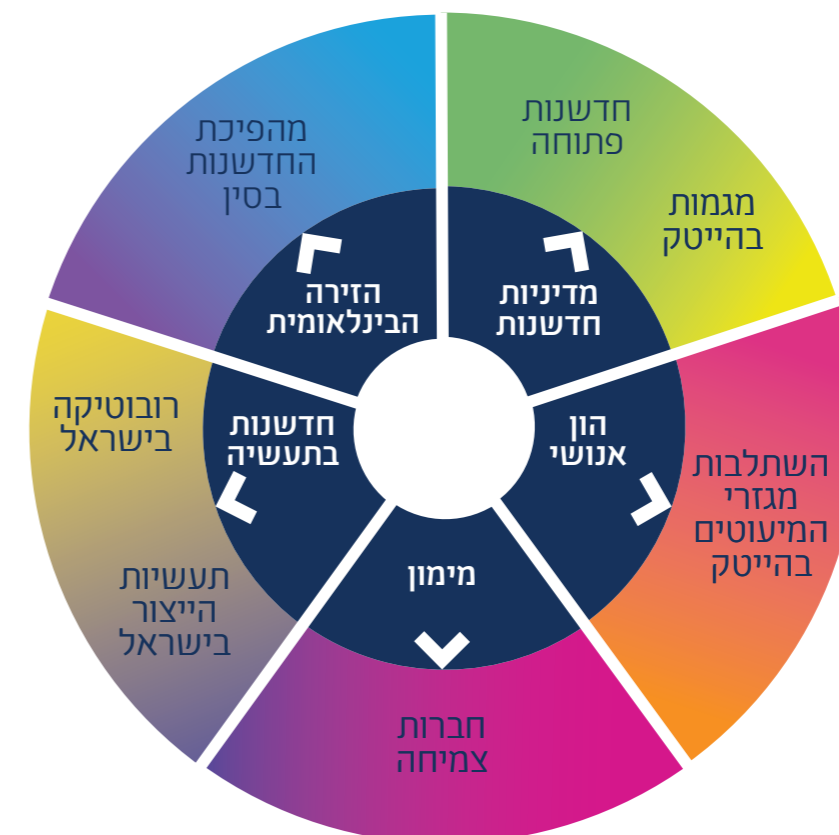 חדשנות
פתוחה
מגמות
בהייטק
מדיניות
חדשנות
השתלבות
מגזרי
המיעוטים
בהייטק
הון
אנושי
חברות
צמיחה
מימון
תעשיות
הייצור
בישראל
רובוטיקה
בישראל
חדשנות
בתעשיה
מהפיכת
החדשנות
בסין
הזירה
הבינלאומית